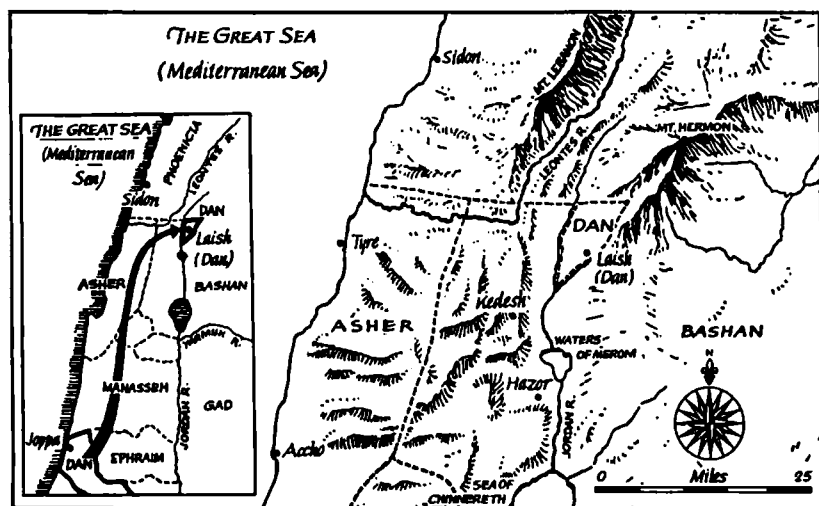 THE GREAT SEA
(Mediterranean Sea)
Sidon
MT. LEBANON
LEONTES R.
MT. HERMON
DAN
Tyre
Laish
(Dan)
Kedesh
ASHER
BASHAN
WATERS
OF MEROM
Hazor
JORDAN R.
Accho
SEA OF
CHINNERETH
N
0 25
Miles
THE GREAT SEA
(Mediterranean
Sea)
PHOENICIA
LEONTES R.
Sidon
DAN
Laish
(Dan)
ASHER
BASHAN
YARMUK R.
MANASSEH
JORDAN R.
GAD
Joppa
DAN
EPHRAIM